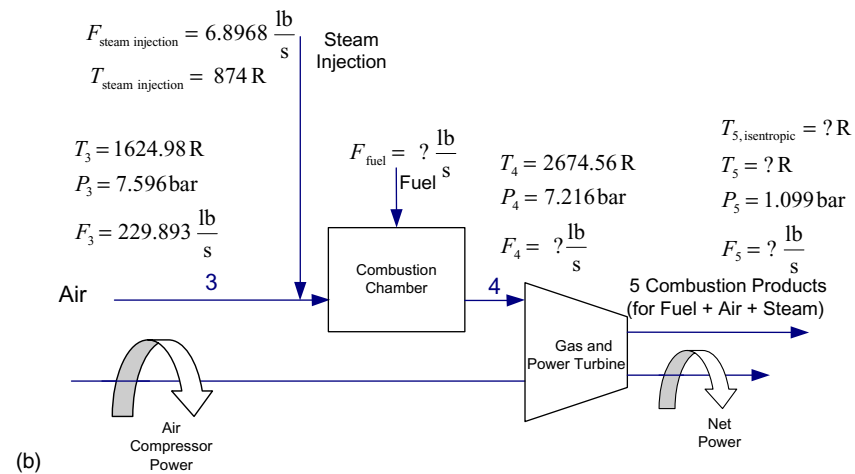 F_steam injection = 6.8968 lb/s
T_steam injection = 874 R
Steam
Injection
T_3 = 1624.98 R
P_3 = 7.596 bar
F_3 = 229.893 lb/s
F_fuel = ? lb/s
Fuel
T_4 = 2674.56 R
P_4 = 7.216 bar
F_4 = ? lb/s
T_5,isentropic = ? R
T_5 = ? R
P_5 = 1.099 bar
F_5 = ? lb/s
Air
3
Combustion
Chamber
4
5 Combustion Products
(for Fuel + Air + Steam)
Gas and
Power Turbine
Air
Compressor
Power
Net
Power
(b)